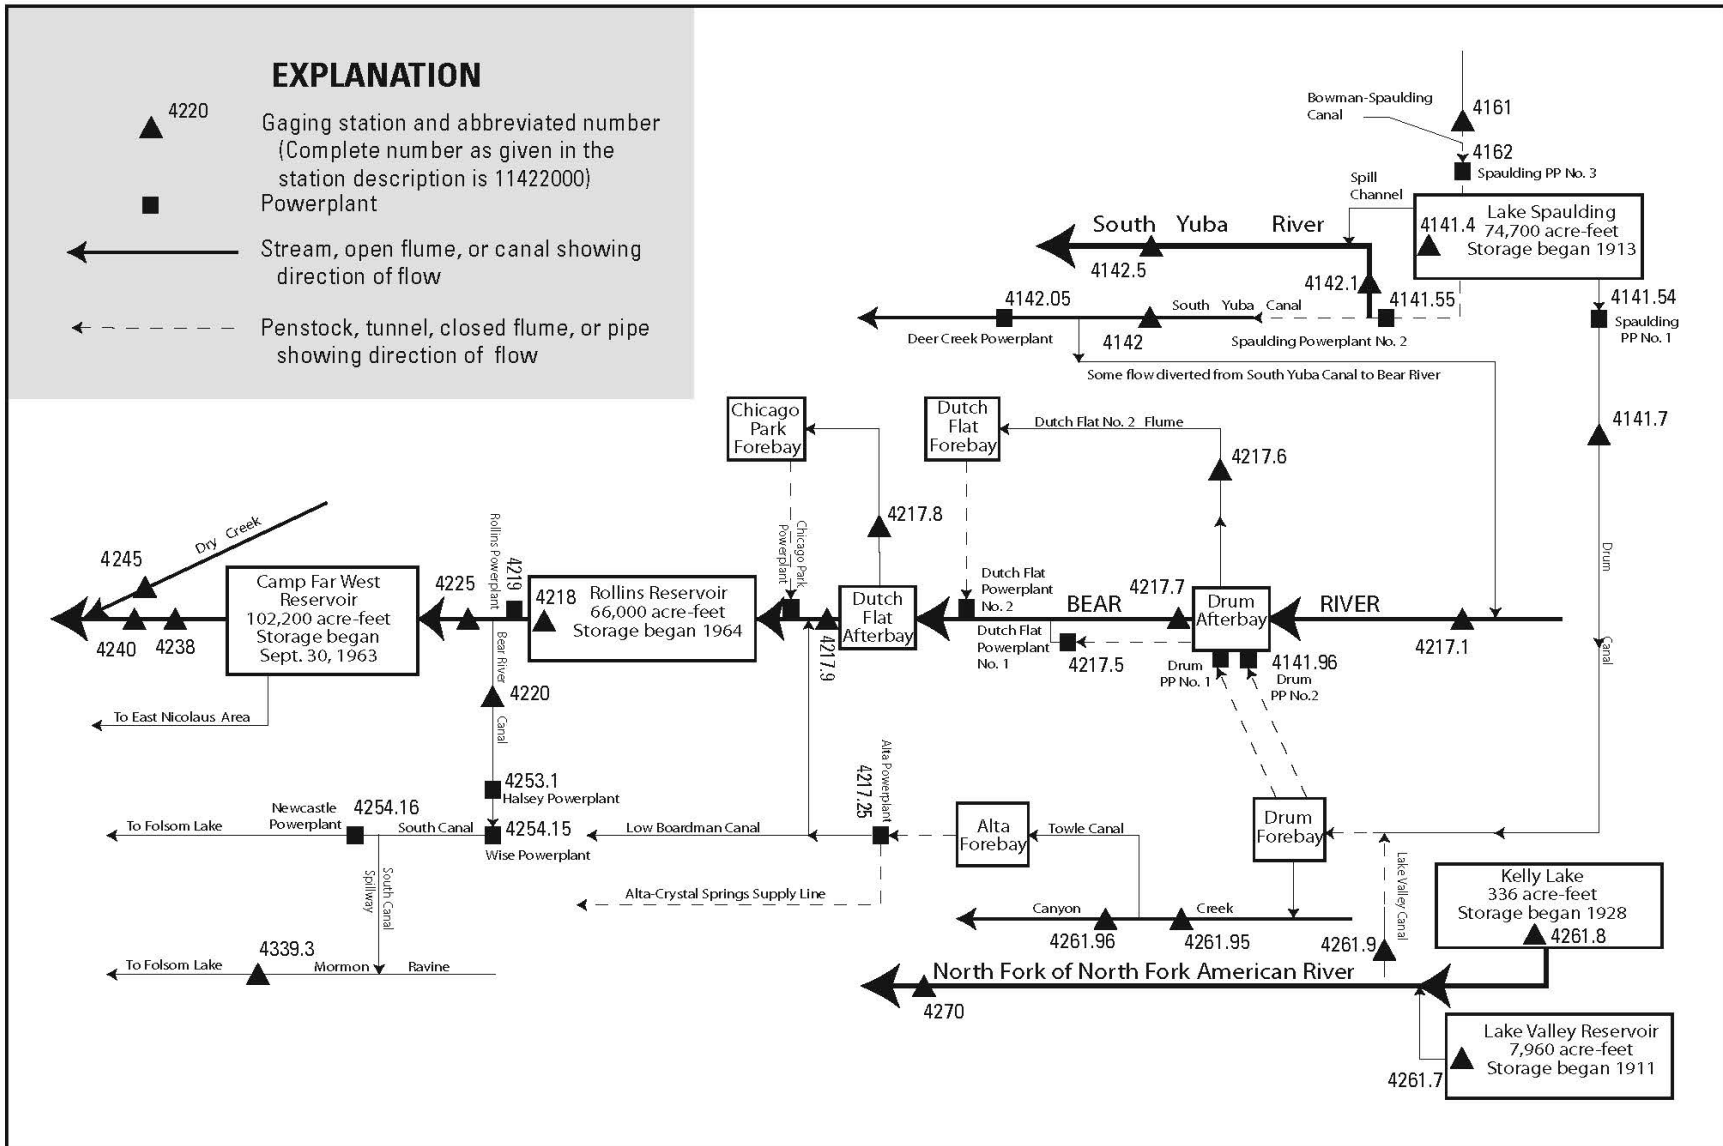 EXPLANATION
4220
Gaging station and abbreviated number
(Complete number as given in the
station description is 11422000)
Powerplant
Stream, open flume, or canal showing
direction of flow
Penstock, tunnel, closed flume, or pipe
showing direction of flow
Bowman-Spaulding
Canal
4161
4162
Spaulding PP No. 3
Spill
Channel
Lake Spaulding
74,700 acre-feet
Storage began 1913
4141.4
South Yuba River
4142.5
4142.1
4141.55
4141.54
Spaulding
PP No. 1
4142.05
South Yuba Canal
Deer Creek Powerplant
4142
Spaulding Powerplant No. 2
Some flow diverted from South Yuba Canal to Bear River
4141.7
Drum
Canal
Chicago
Park
Forebay
Dutch
Flat
Forebay
Dutch Flat No. 2 Flume
4217.6
4217.8
Chicago Park
Powerplant
Dry Creek
4245
4240
4238
Camp Far West
Reservoir
102,200 acre-feet
Storage began
Sept. 30, 1963
4225
Rollins Powerplant
4219
4218
Rollins Reservoir
66,000 acre-feet
Storage began 1964
4217.9
Dutch
Flat
Afterbay
Dutch Flat
Powerplant
No. 2
BEAR
4217.7
Drum
Afterbay
RIVER
4217.1
Dutch Flat
Powerplant
No. 1
4217.5
Drum
PP No. 1
4141.96
Drum
PP No.2
Bear River
Canal
4220
To East Nicolaus Area
4253.1
Halsey Powerplant
Alta Powerplant
4217.25
Newcastle
Powerplant
4254.16
To Folsom Lake
South Canal
4254.15
Wise Powerplant
Low Boardman Canal
Alta
Forebay
Towle Canal
Drum
Forebay
Lake Valley Canal
South Canal
Spillway
Alta-Crystal Springs Supply Line
Canyon Creek
4261.96
4261.95
4261.9
Kelly Lake
336 acre-feet
Storage began 1928
4261.8
4339.3
To Folsom Lake
Mormon Ravine
North Fork of North Fork American River
4270
Lake Valley Reservoir
7,960 acre-feet
Storage began 1911
4261.7